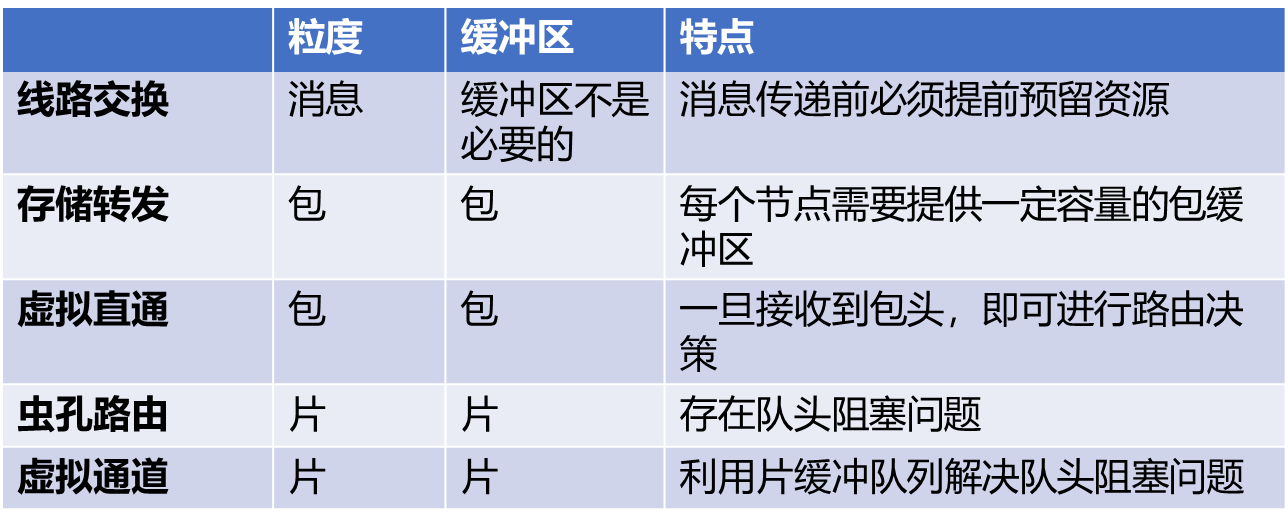 粒度 缓冲区 特点
线路交换 消息 缓冲区不是 消息传递前必须提前预留资源
必要的
存储转发 包 包 每个节点需要提供一定容量的包缓
冲区
虚拟直通 包 包 一旦接收到包头，即可进行路由决
策
虫孔路由 片 片 存在队头阻塞问题
虚拟通道 片 片 利用片缓冲队列解决队头阻塞问题